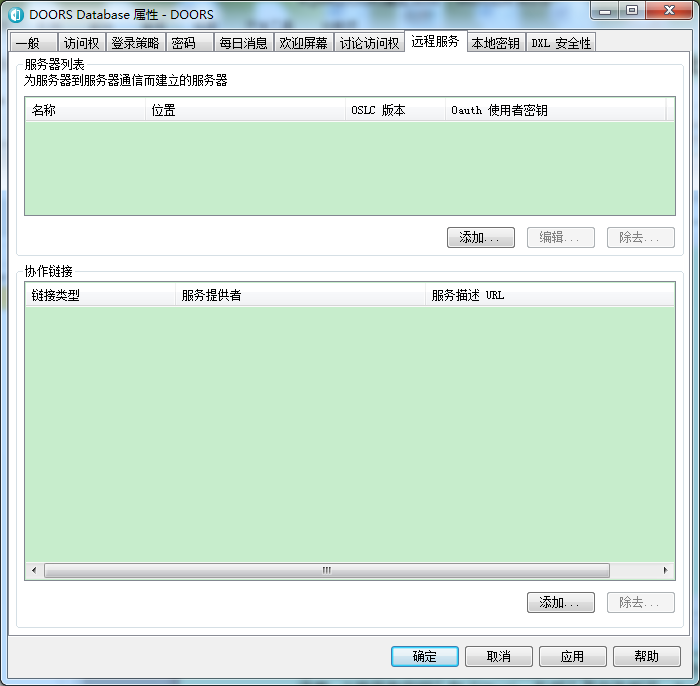 DOORS Database 属性 - DOORS
一般 访问权 登录策略 密码 每日消息 欢迎屏幕 讨论访问权 远程服务 本地密钥 DXL 安全性
服务器列表
为服务器到服务器通信而建立的服务器
名称 位置 OSLC 版本 Oauth 使用者密钥
添加... 编辑... 除去...
协作链接
链接类型 服务提供者 服务描述 URL
添加... 除去...
确定 取消 应用 帮助